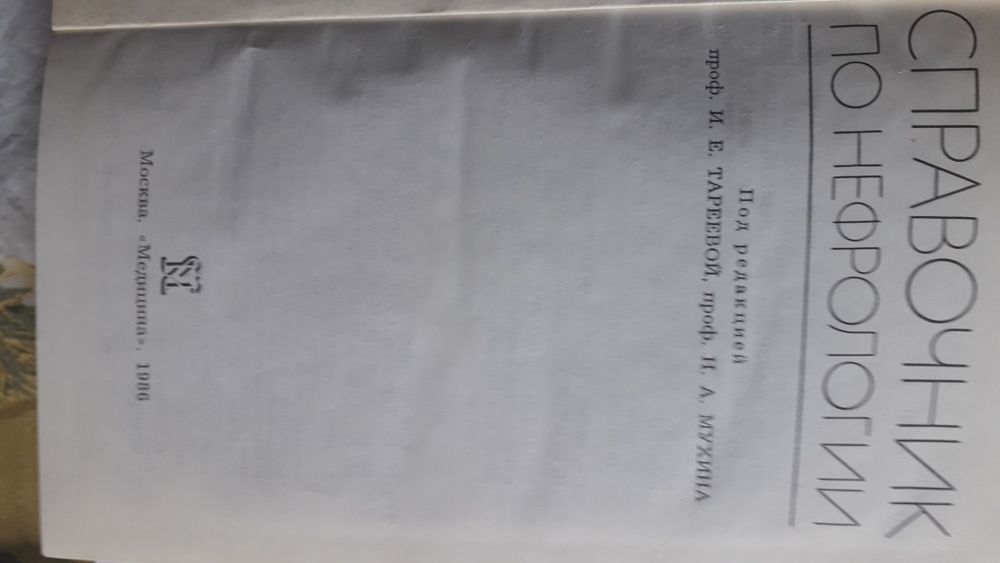 СПРАВОЧНИК
ПО НЕФРОЛОГИИ
Под редакцией
проф. И. Е. ТАРЕЕВОЙ, проф. Н. А. МУХИНА
Москва. «Медицина». 1986